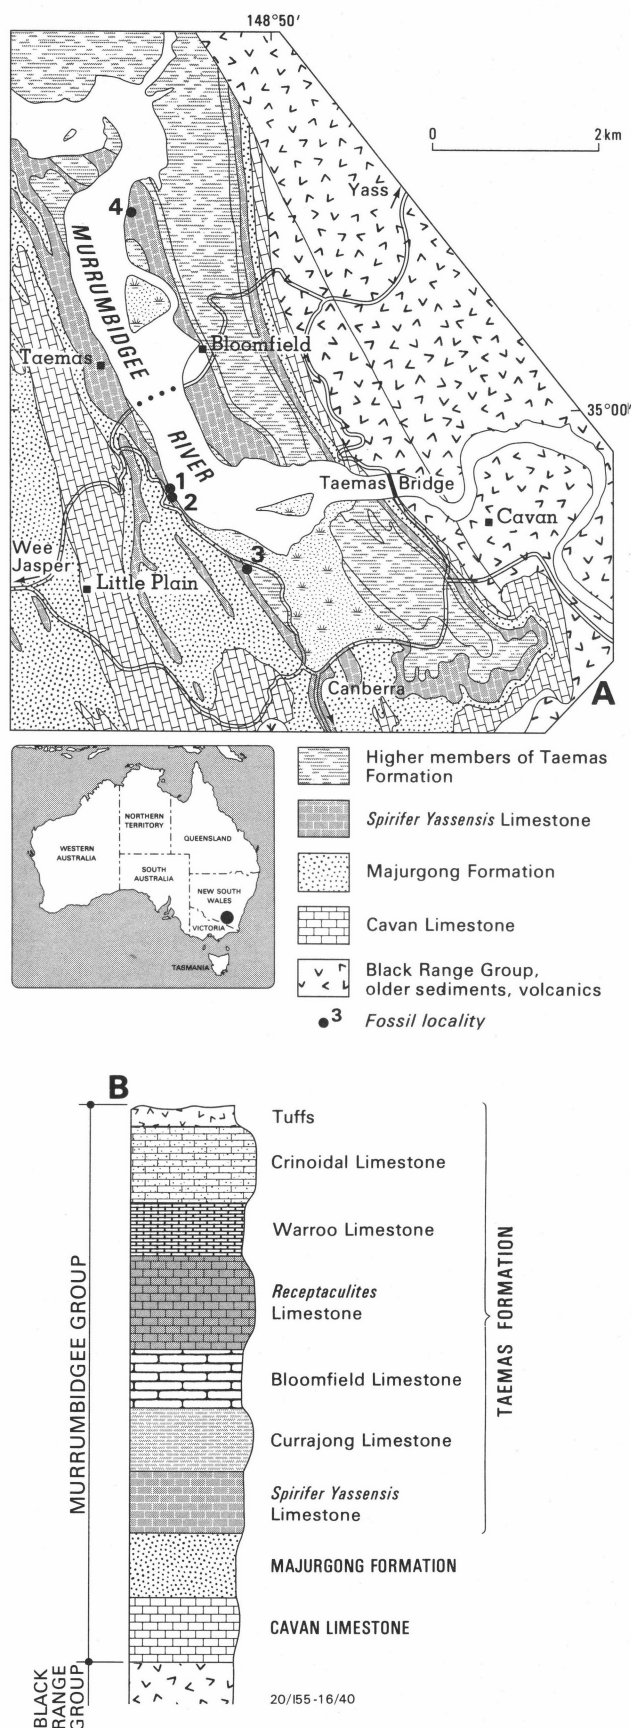 148°50′
0 2 km
Yass
4
MURRUMBIDGEE
RIVER
Taemas
Bloomfield
35°00′
1
2
Taemas Bridge
Cavan
3
Wee
Jasper
Little Plain
Canberra
A
NORTHERN
TERRITORY
WESTERN
AUSTRALIA
QUEENSLAND
SOUTH
AUSTRALIA
NEW SOUTH
WALES
VICTORIA
TASMANIA
Higher members of Taemas
Formation
Spirifer Yassensis Limestone
Majurgong Formation
Cavan Limestone
Black Range Group,
older sediments, volcanics
3 Fossil locality
B
Tuffs
Crinoidal Limestone
Warroo Limestone
Receptaculites
Limestone
Bloomfield Limestone
Currajong Limestone
Spirifer Yassensis
Limestone
MAJURGONG FORMATION
CAVAN LIMESTONE
TAEMAS FORMATION
MURRUMBIDGEE GROUP
BLACK
RANGE
GROUP
20/I55-16/40